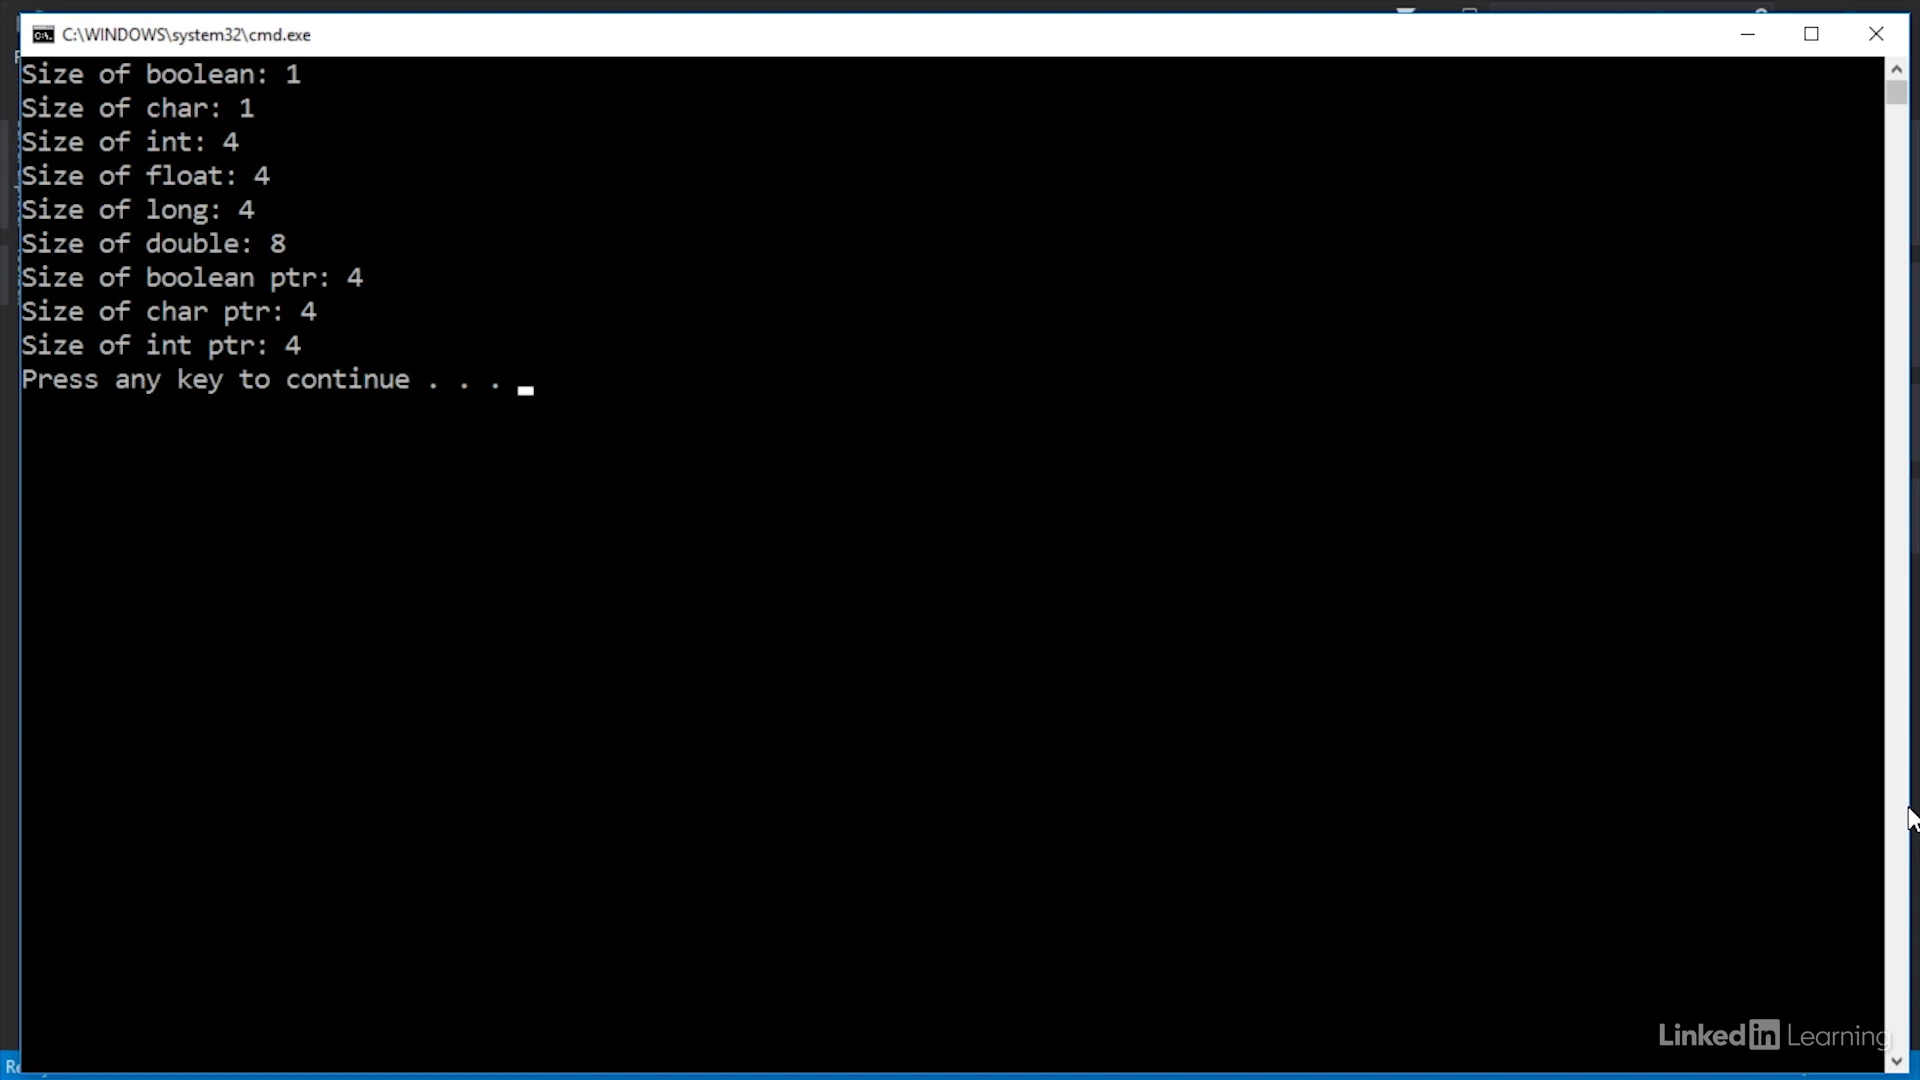 C:\WINDOWS\system32\cmd.exe
Size of boolean: 1
Size of char: 1
Size of int: 4
Size of float: 4
Size of long: 4
Size of double: 8
Size of boolean ptr: 4
Size of char ptr: 4
Size of int ptr: 4
Press any key to continue . . .
LinkedIn Learning